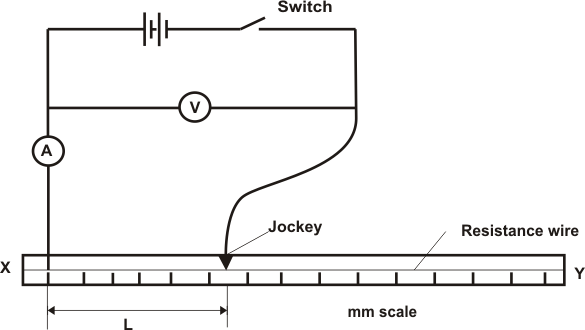 Switch
V
A
Jockey
Resistance wire
X
Y
mm scale
L